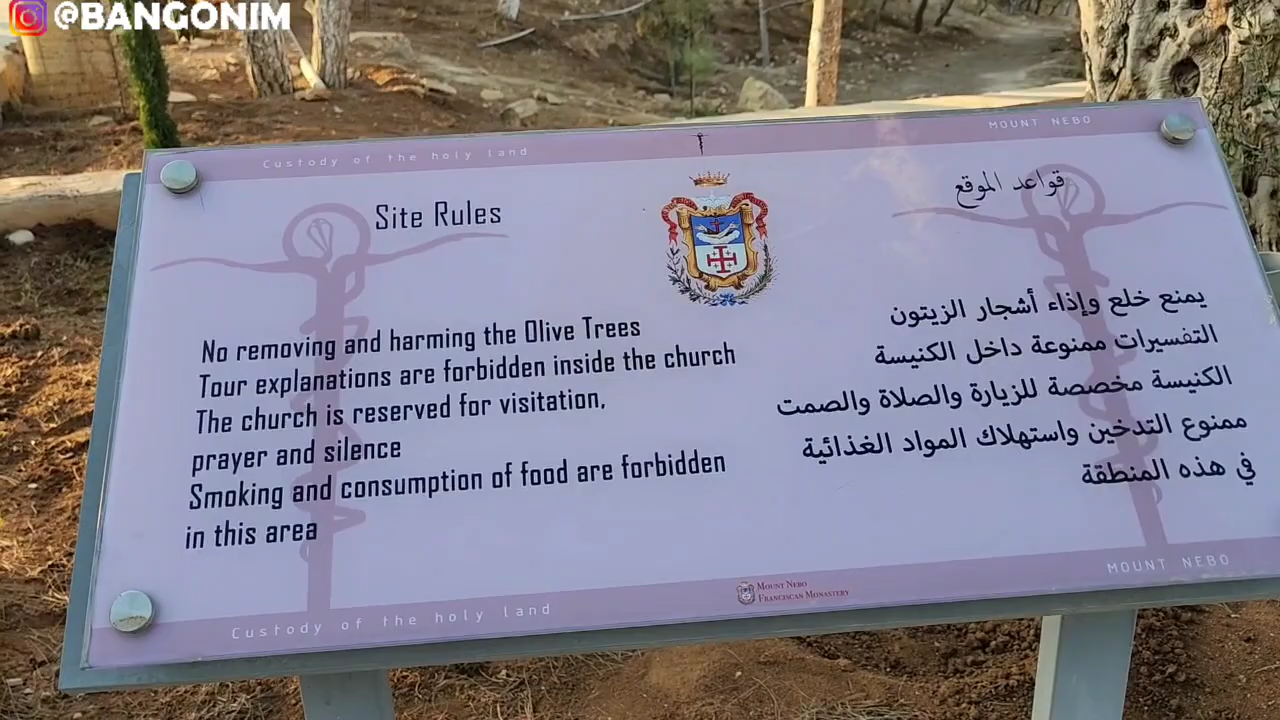 @BANGONIM
Custody of the holy land
MOUNT NEBO
Site Rules
No removing and harming the Olive Trees
Tour explanations are forbidden inside the church
The church is reserved for visitation,
prayer and silence
Smoking and consumption of food are forbidden
in this area
قواعد الموقع
يمنع خلع وإذاء أشجار الزيتون
التفسيرات ممنوعة داخل الكنيسة
الكنيسة مخصصة للزيارة والصلاة والصمت
ممنوع التدخين واستهلاك المواد الغذائية
في هذه المنطقة
Custody of the holy land
MOUNT NEBO
FRANCISCAN MONASTERY
MOUNT NEBO